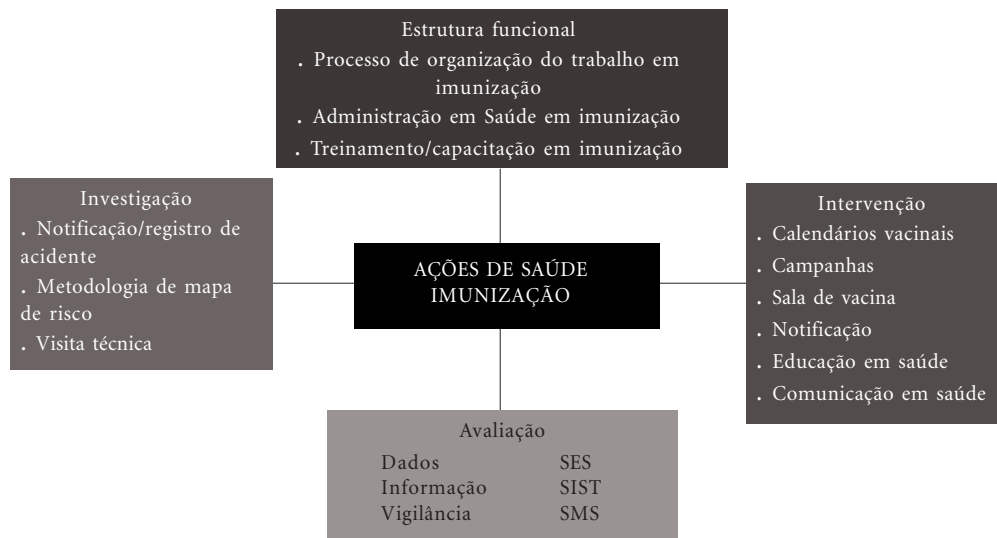 Estrutura funcional
. Processo de organização do trabalho em
imunização
. Administração em Saúde em imunização
. Treinamento/capacitação em imunização
Investigação
. Notificação/registro de
acidente
. Metodologia de mapa
de risco
. Visita técnica
AÇÕES DE SAÚDE
IMUNIZAÇÃO
Intervenção
. Calendários vacinais
. Campanhas
. Sala de vacina
. Notificação
. Educação em saúde
. Comunicação em saúde
Avaliação
Dados SES
Informação SIST
Vigilância SMS